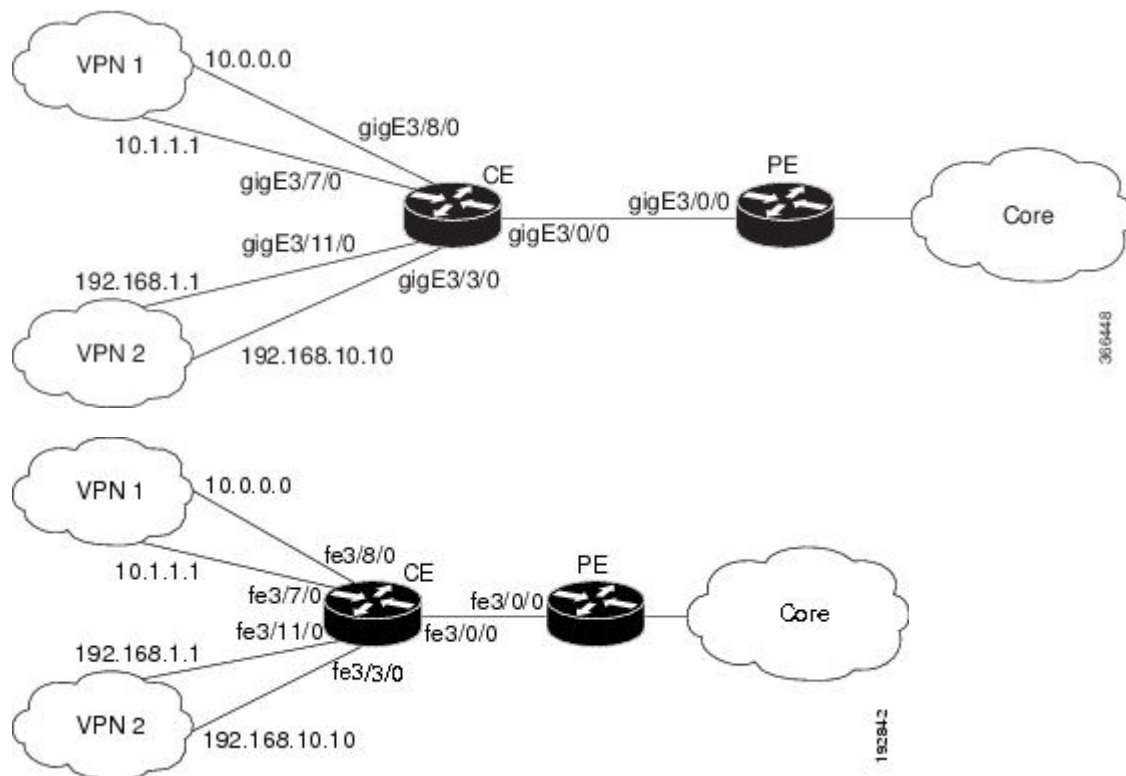 VPN 1
10.0.0.0
gigE3/8/0
10.1.1.1
gigE3/7/0
CE
PE
gigE3/0/0
Core
gigE3/0/0
gigE3/11/0
192.168.1.1
gigE3/3/0
VPN 2
192.168.10.10
366448
VPN 1
10.0.0.0
fe3/8/0
10.1.1.1
CE
PE
fe3/7/0
fe3/0/0
Core
fe3/11/0
fe3/0/0
192.168.1.1
fe3/3/0
VPN 2
192.168.10.10
192842